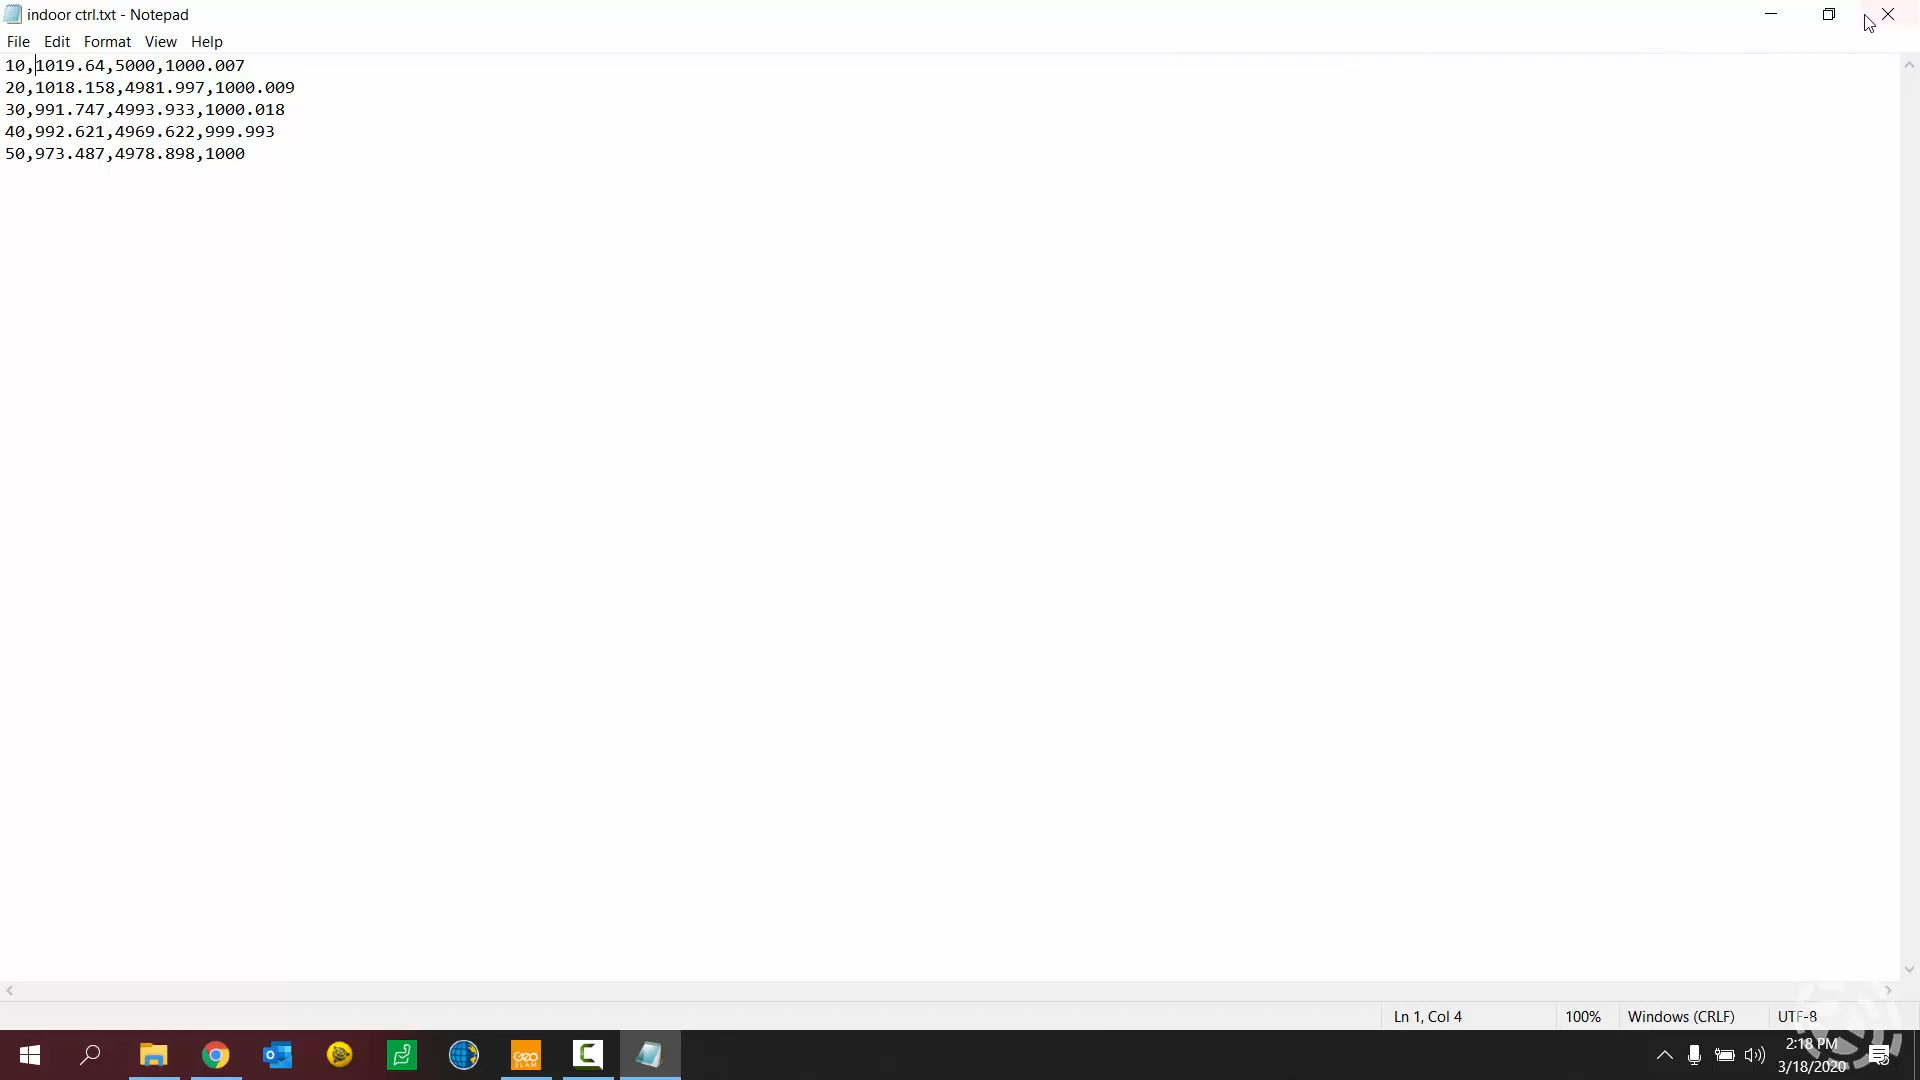 indoor ctrl.txt - Notepad
File Edit Format View Help
10,1019.64,5000,1000.007
20,1018.158,4981.997,1000.009
30,991.747,4993.933,1000.018
40,992.621,4969.622,999.993
50,973.487,4978.898,1000
Ln 1, Col 4 100% Windows (CRLF) UTF-8
GEO
SLAM
2:18 PM
3/18/2020